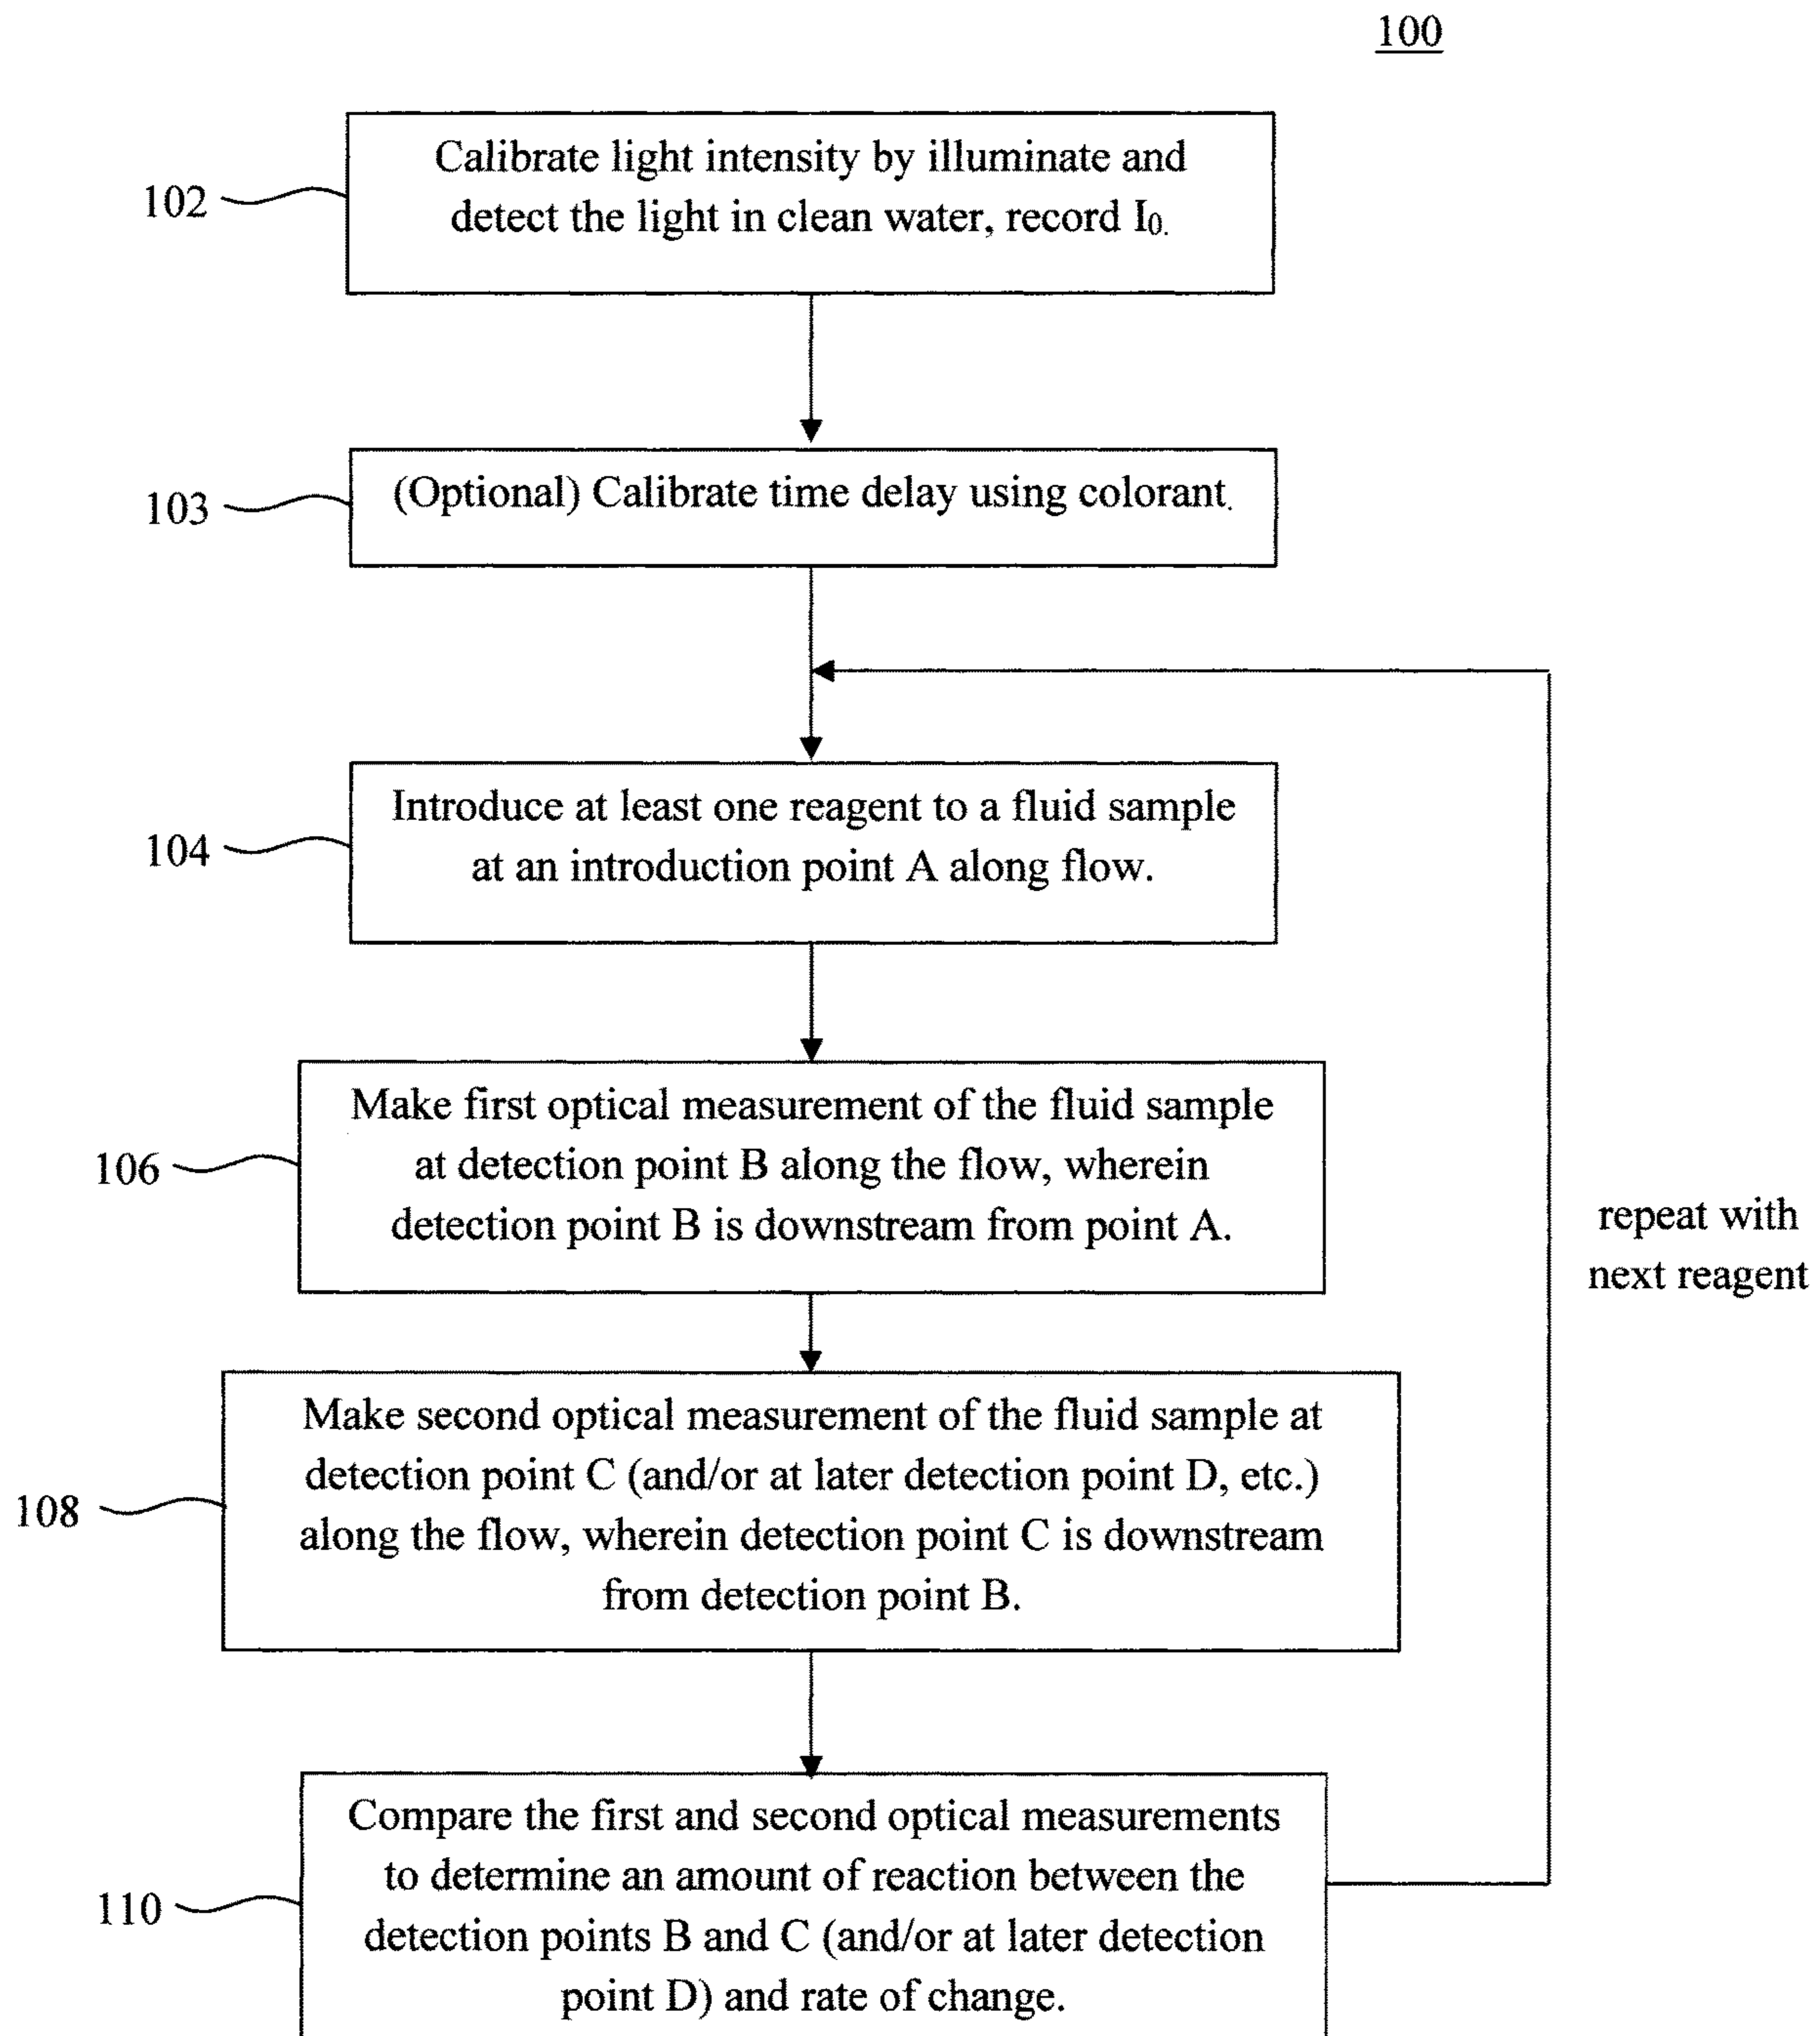 100
102
Calibrate light intensity by illuminate and
detect the light in clean water, record I₀.
103
(Optional) Calibrate time delay using colorant.
104
Introduce at least one reagent to a fluid sample
at an introduction point A along flow.
106
Make first optical measurement of the fluid sample
at detection point B along the flow, wherein
detection point B is downstream from point A.
repeat with
next reagent
108
Make second optical measurement of the fluid sample at
detection point C (and/or at later detection point D, etc.)
along the flow, wherein detection point C is downstream
from detection point B.
110
Compare the first and second optical measurements
to determine an amount of reaction between the
detection points B and C (and/or at later detection
point D) and rate of change.